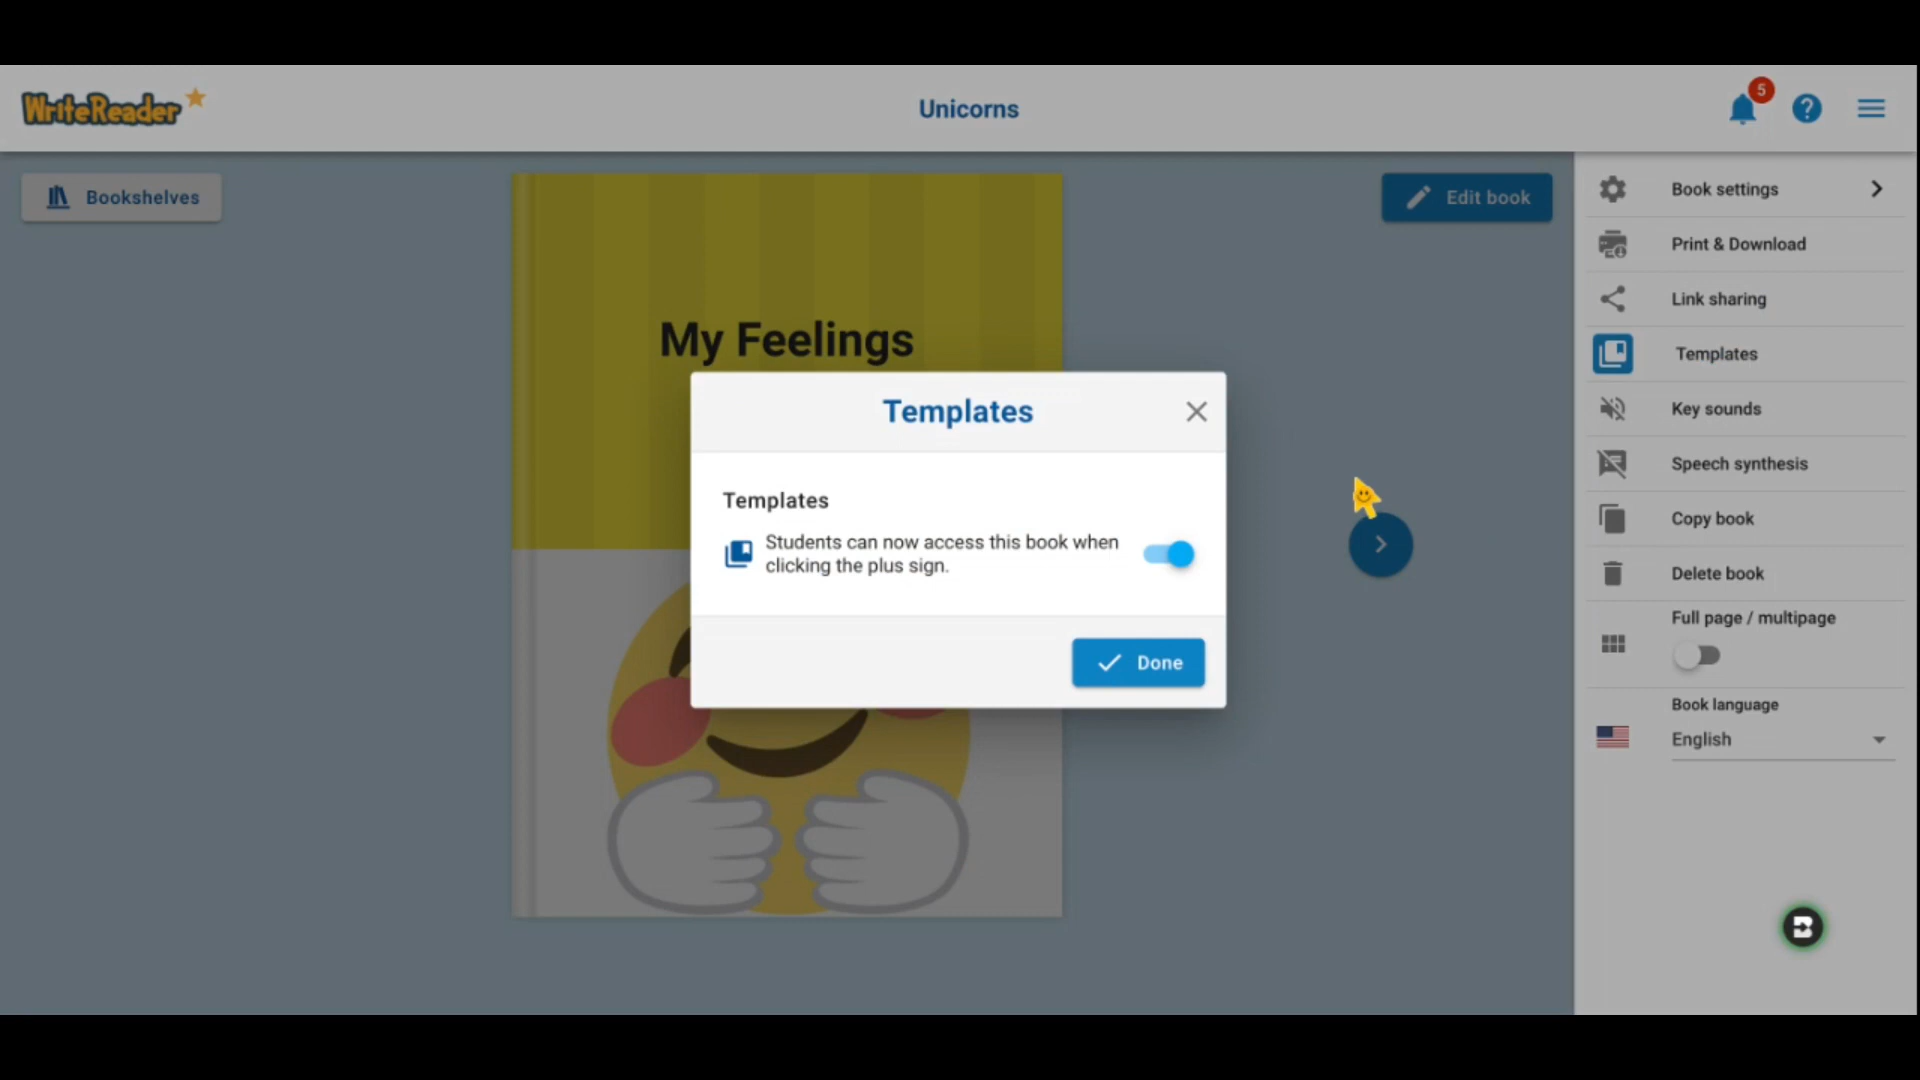 WriteReader
Unicorns
5
?
Bookshelves
Edit book
My Feelings
Templates
Templates
Students can now access this book when
clicking the plus sign.
Done
Book settings
Print & Download
Link sharing
Templates
Key sounds
Speech synthesis
Copy book
Delete book
Full page / multipage
Book language
English